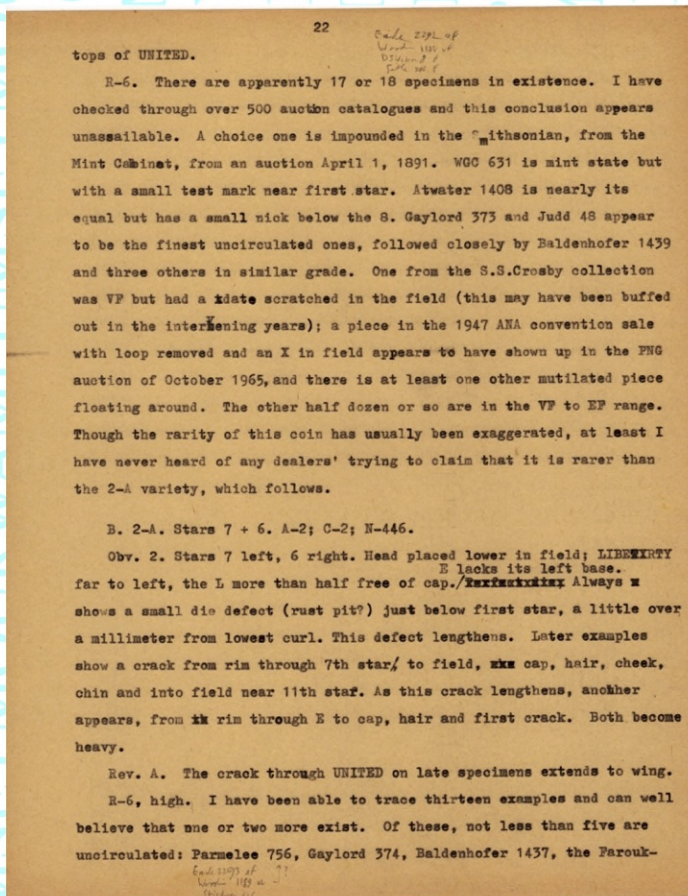 22
tops of UNITED.
R-6. There are apparently 17 or 18 specimens in existence. I have
checked through over 500 auction catalogues and this conclusion appears
unassailable. A choice one is impounded in the Smithsonian, from the
Mint Cabinet, from an auction April 1, 1891. WGC 631 is mint state but
with a small test mark near first star. Atwater 1408 is nearly its
equal but has a small nick below the 8. Gaylord 373 and Judd 48 appear
to be the finest uncirculated ones, followed closely by Baldenhofer 1439
and three others in similar grade. One from the S.S.Crosby collection
was VF but had a date scratched in the field (this may have been buffed
out in the intervening years); a piece in the 1947 ANA convention sale
with loop removed and an X in field appears to have shown up in the PNG
auction of October 1965, and there is at least one other mutilated piece
floating around. The other half dozen or so are in the VF to EF range.
Though the rarity of this coin has usually been exaggerated, at least I
have never heard of any dealers' trying to claim that it is rarer than
the 2-A variety, which follows.
B. 2-A. Stars 7 + 6. A-2; C-2; N-446.
Obv. 2. Stars 7 left, 6 right. Head placed lower in field; LIBERTY
E lacks its left base.
far to left, the L more than half free of cap./ Always
shows a small die defect (rust pit?) just below first star, a little over
a millimeter from lowest curl. This defect lengthens. Later examples
show a crack from rim through 7th star to field, cap, hair, cheek,
chin and into field near 11th star. As this crack lengthens, another
appears, from rim through E to cap, hair and first crack. Both become
heavy.
Rev. A. The crack through UNITED on late specimens extends to wing.
R-6, high. I have been able to trace thirteen examples and can well
believe that one or two more exist. Of these, not less than five are
uncirculated: Parmelee 756, Gaylord 374, Baldenhofer 1437, the Farouk-